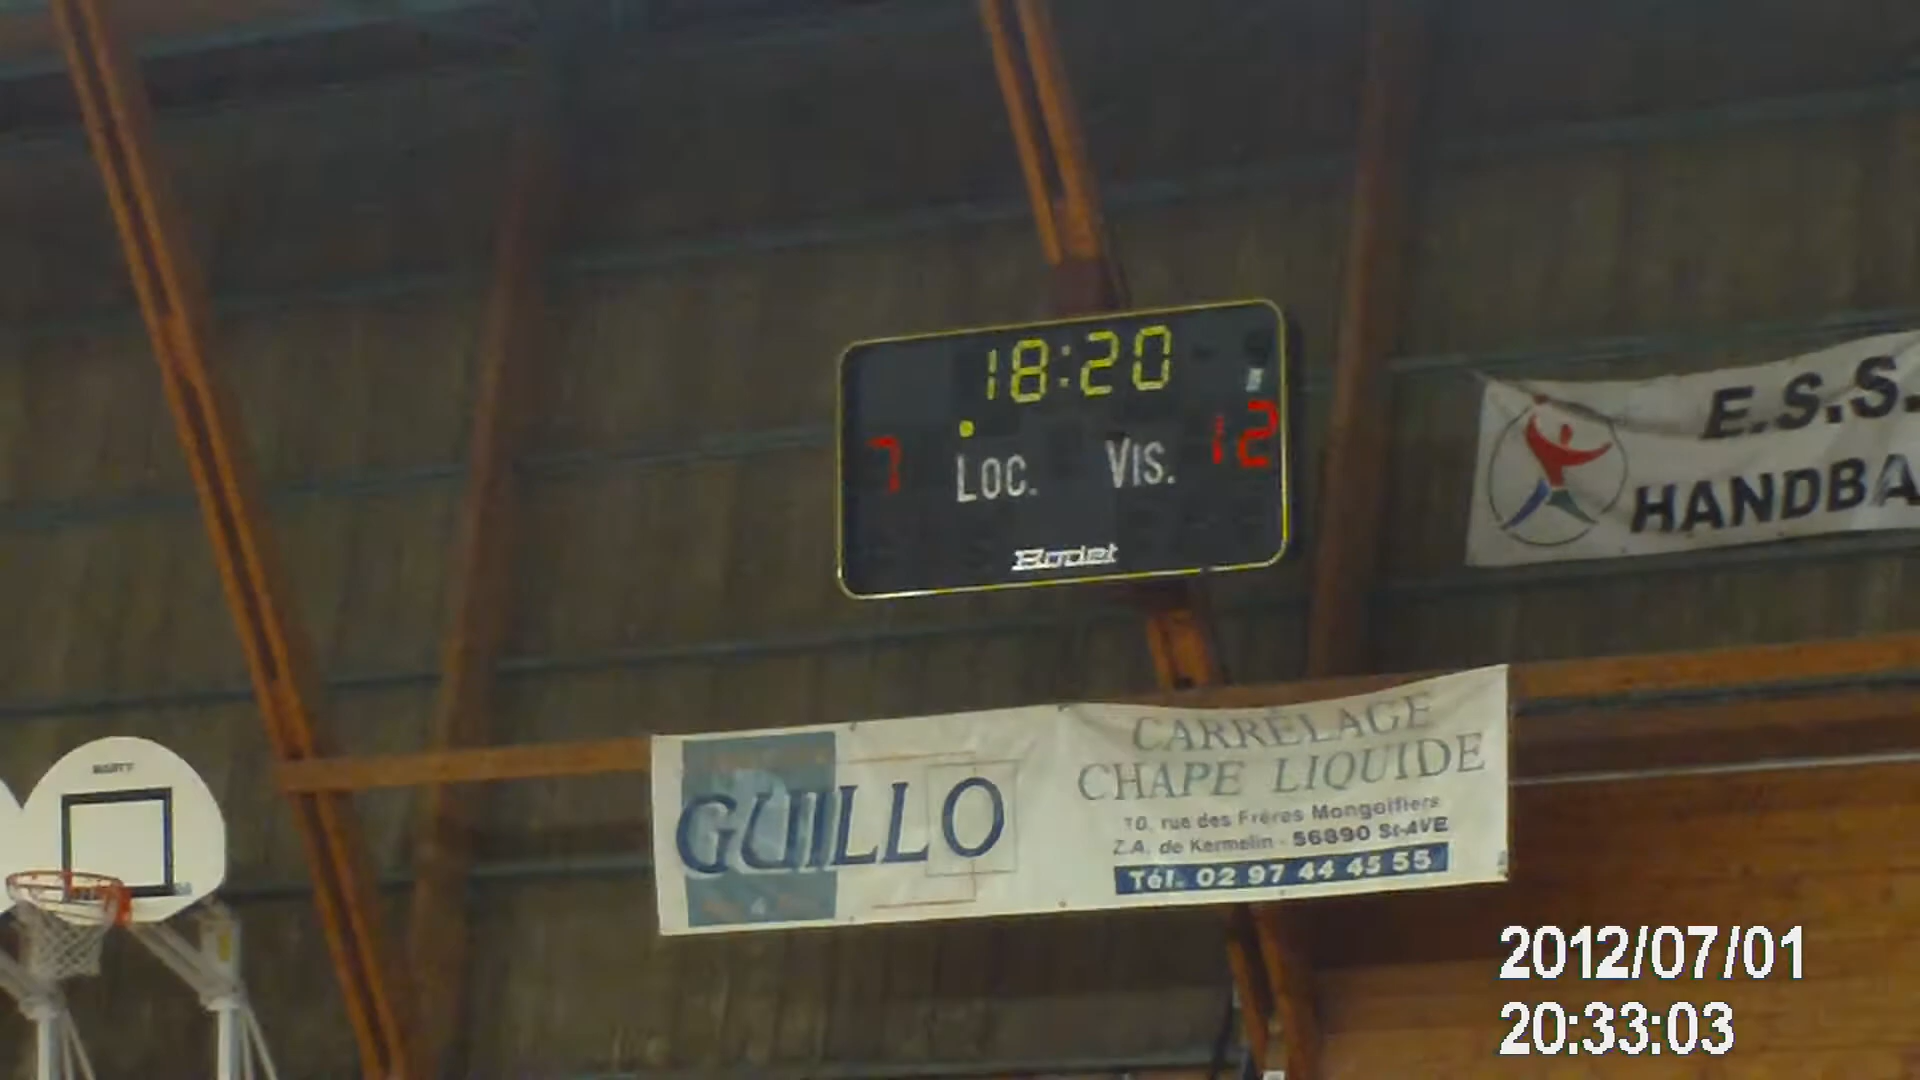 18:20
7 LOC. VIS. 12
Bodet
E.S.S.
HANDBA
GUILLO
CARRELAGE
CHAPE LIQUIDE
10, rue des Frères Mongolfiers
Z.A. de Kermelin - 56890 St-AVE
Tél. 02 97 44 45 55
MARTY
2012/07/01
20:33:03